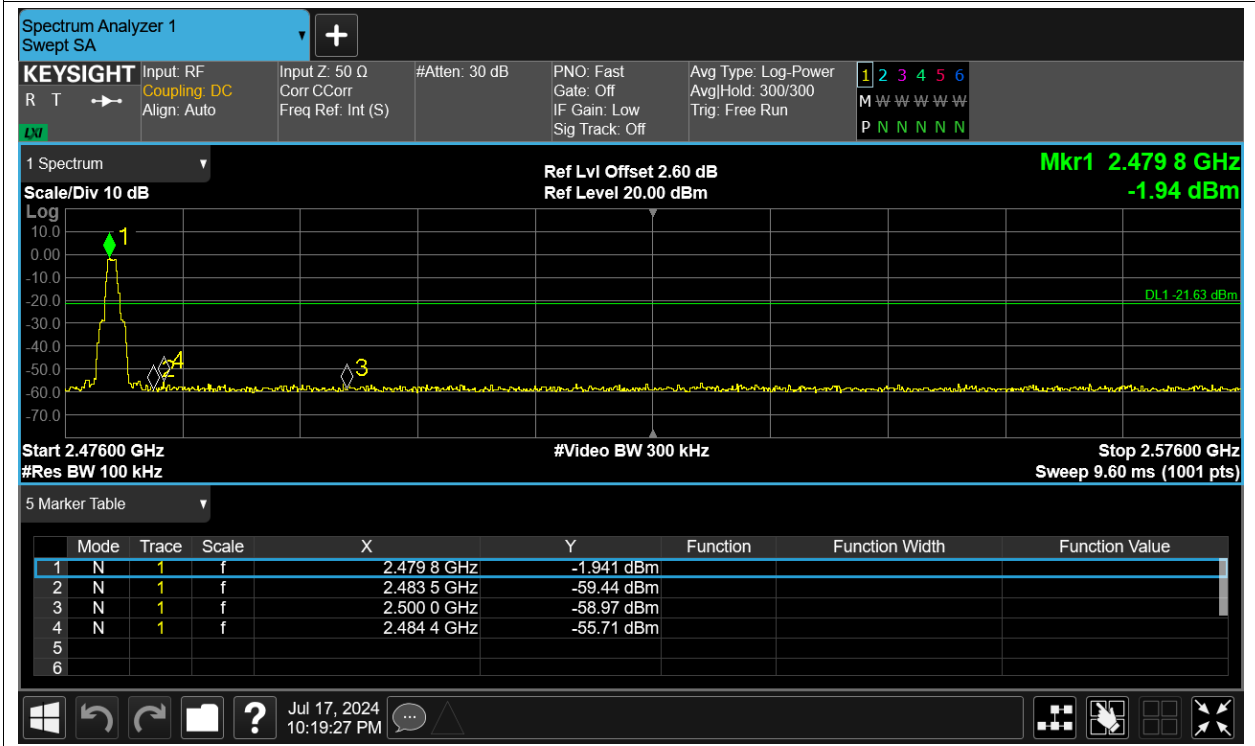 Spectrum Analyzer 1
Swept SA
KEYSIGHT
R T
LXI
Input: RF
Coupling: DC
Align: Auto
Input Z: 50 Ω
Corr CCorr
Freq Ref: Int (S)
#Atten: 30 dB
PNO: Fast
Gate: Off
IF Gain: Low
Sig Track: Off
Avg Type: Log-Power
Avg|Hold: 300/300
Trig: Free Run
1 2 3 4 5 6
M W W W W W
P N N N N N
1 Spectrum
Scale/Div 10 dB
Ref Lvl Offset 2.60 dB
Ref Level 20.00 dBm
Mkr1 2.479 8 GHz
-1.94 dBm
Log
10.0
0.00
-10.0
-20.0
-30.0
-40.0
-50.0
-60.0
-70.0
1
2
4
3
DL1 -21.63 dBm
Start 2.47600 GHz
#Video BW 300 kHz
Stop 2.57600 GHz
#Res BW 100 kHz
Sweep 9.60 ms (1001 pts)
5 Marker Table
Mode Trace Scale X Y Function Function Width Function Value
1 N 1 f 2.479 8 GHz -1.941 dBm
2 N 1 f 2.483 5 GHz -59.44 dBm
3 N 1 f 2.500 0 GHz -58.97 dBm
4 N 1 f 2.484 4 GHz -55.71 dBm
5
6
?
Jul 17, 2024
10:19:27 PM